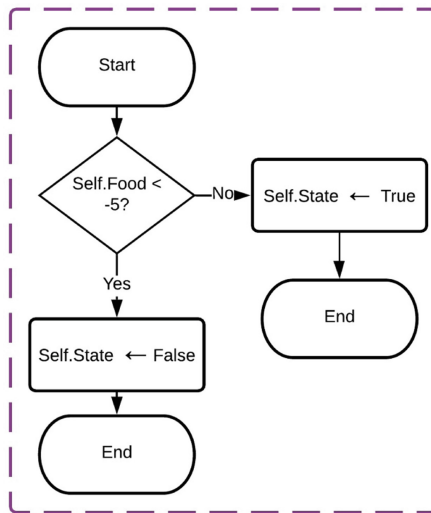 Start
Self.Food <
-5?
No
Self.State ← True
Yes
End
Self.State ← False
End